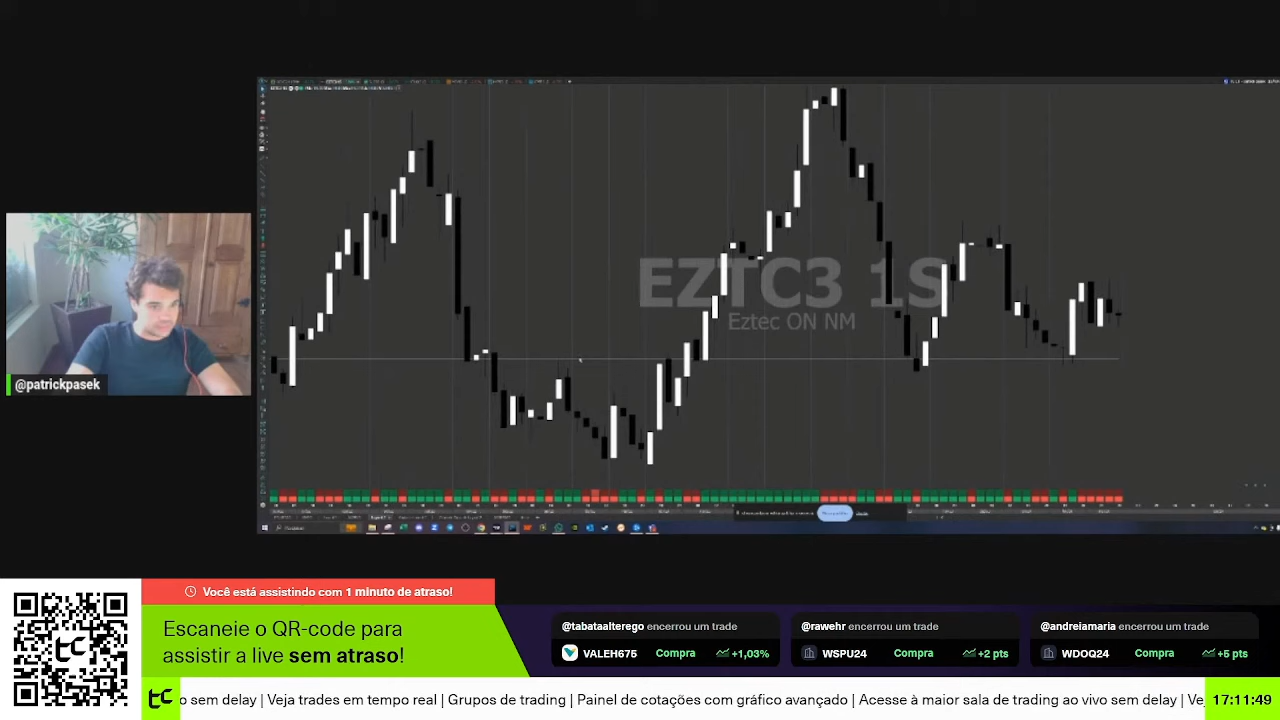 EZTC3 1S
Eztec ON NM
@patrickpasek
Você está assistindo com 1 minuto de atraso!
Escaneie o QR-code para
assistir a live sem atraso!
@tabataalterego encerrou um trade
VALEH675 Compra +1,03%
@rawehr encerrou um trade
WSPU24 Compra +2 pts
@andreiamaria encerrou um trade
WDOQ24 Compra +5 pts
tc
o sem delay | Veja trades em tempo real | Grupos de trading | Painel de cotações com gráfico avançado | Acesse à maior sala de trading ao vivo sem delay | Ve
17:11:49